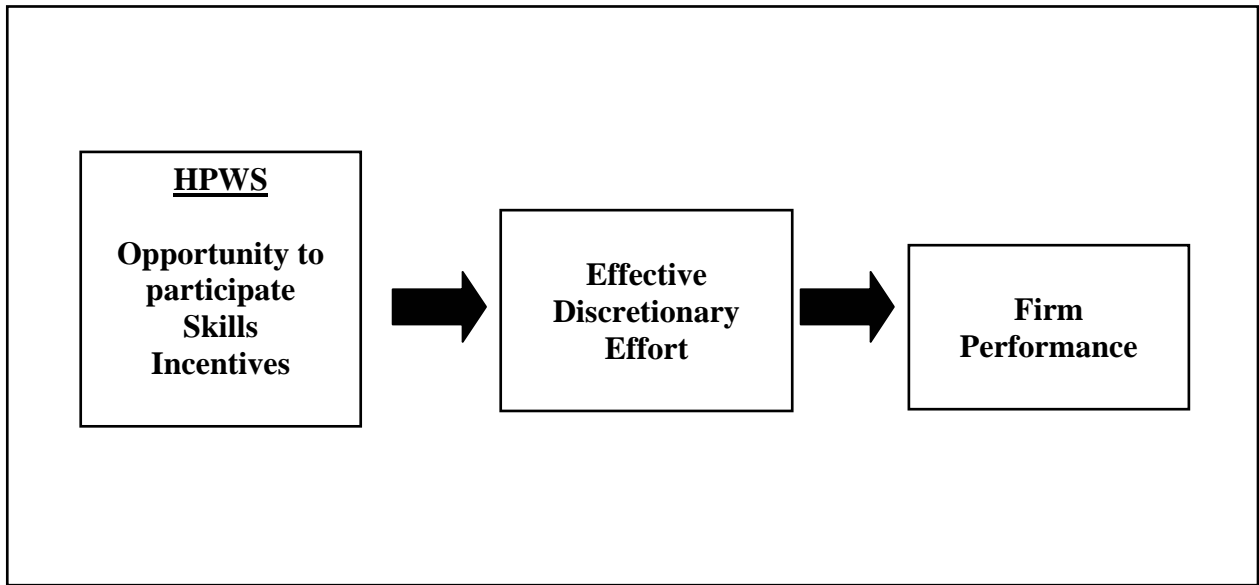 HPWS
Opportunity to
participate
Skills
Incentives
Effective
Discretionary
Effort
Firm
Performance